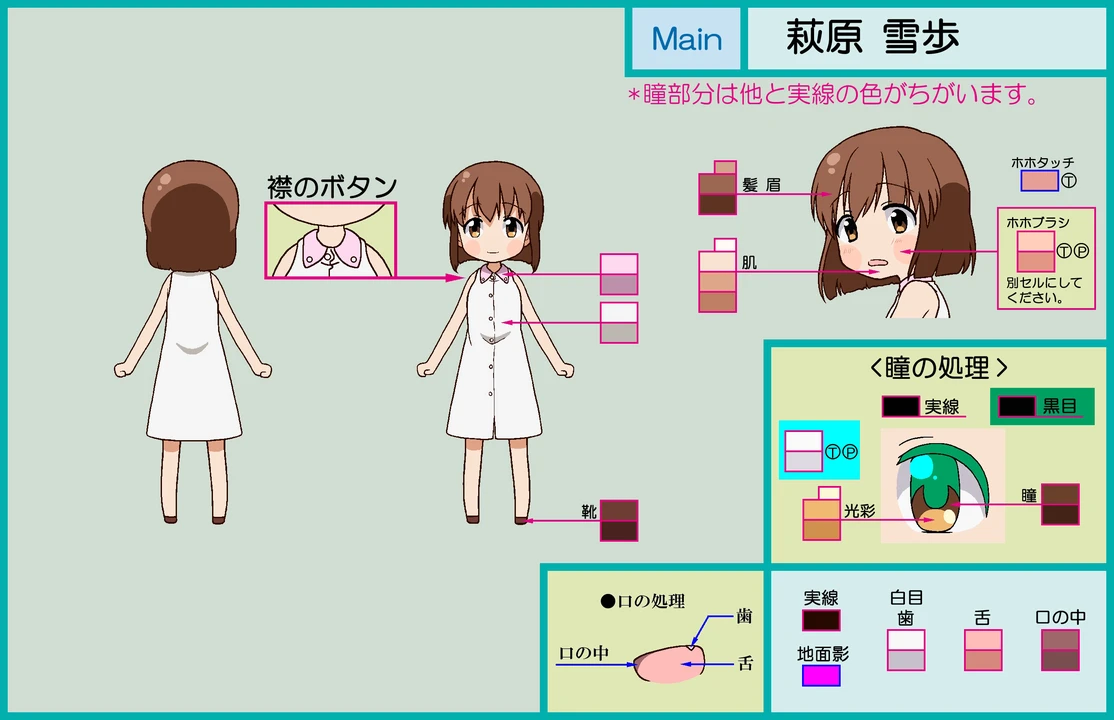 Main
萩原 雪歩
*瞳部分は他と実線の色がちがいます。
襟のボタン
髪 眉
肌
ホホタッチ
Ⓣ
ホホブラシ
ⓉⓅ
別セルにして
ください。
靴
<瞳の処理>
実線
黒目
ⓉⓅ
光彩
瞳
●口の処理
歯
口の中
舌
実線
地面影
白目
歯
舌
口の中